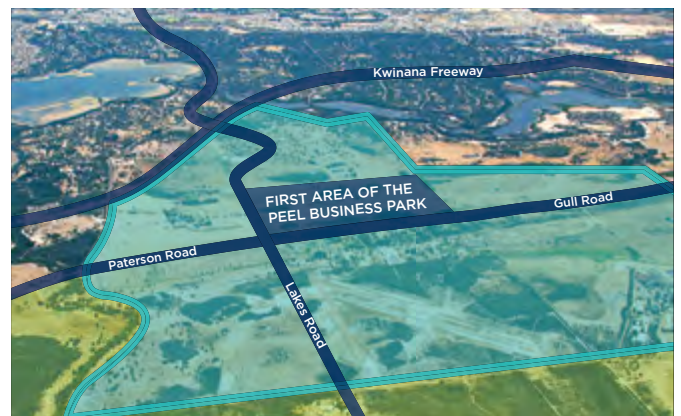 Kwinana Freeway
FIRST AREA OF THE
PEEL BUSINESS PARK
Gull Road
Paterson Road
Lakes Road